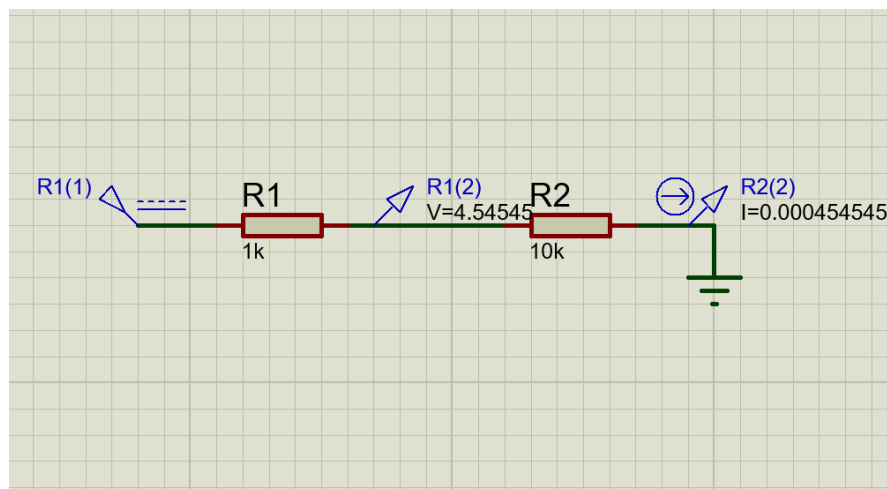 R1(1)
R1
1k
R1(2)
V=4.54545
R2
10k
R2(2)
I=0.000454545